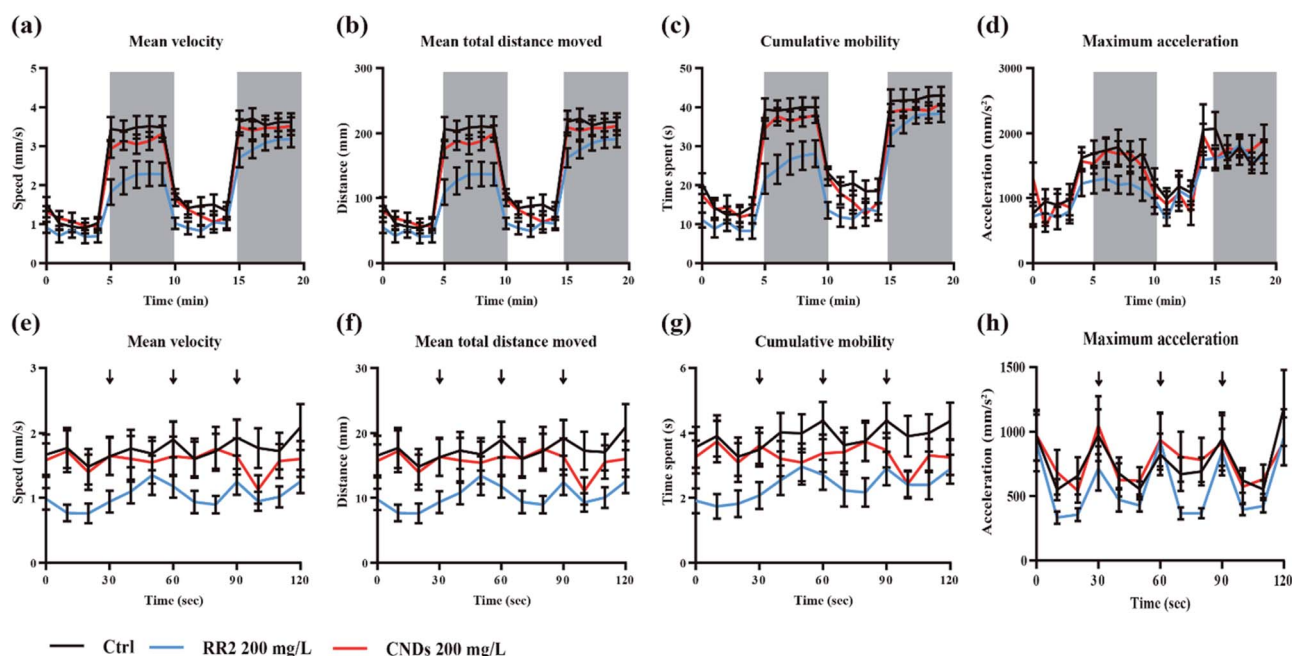 (a)
Mean velocity
Speed (mm/s)
5
4
3
2
1
0
0
5
10
15
20
Time (min)
(b)
Mean total distance moved
Distance (mm)
300
200
100
0
0
5
10
15
20
Time (min)
(c)
Cumulative mobility
Time spent (s)
50
40
30
20
10
0
0
5
10
15
20
Time (min)
(d)
Maximum acceleration
Acceleration (mm/s²)
3000
2000
1000
0
0
5
10
15
20
Time (min)
(e)
Mean velocity
Speed (mm/s)
3
2
1
0
0
30
60
90
120
Time (sec)
(f)
Mean total distance moved
Distance (mm)
30
20
10
0
0
30
60
90
120
Time (sec)
(g)
Cumulative mobility
Time spent (s)
6
4
2
0
0
30
60
90
120
Time (sec)
(h)
Maximum acceleration
Acceleration (mm/s²)
1500
1000
500
0
0
30
60
90
120
Time (sec)
Ctrl
RR2 200 mg/L
CNDs 200 mg/L